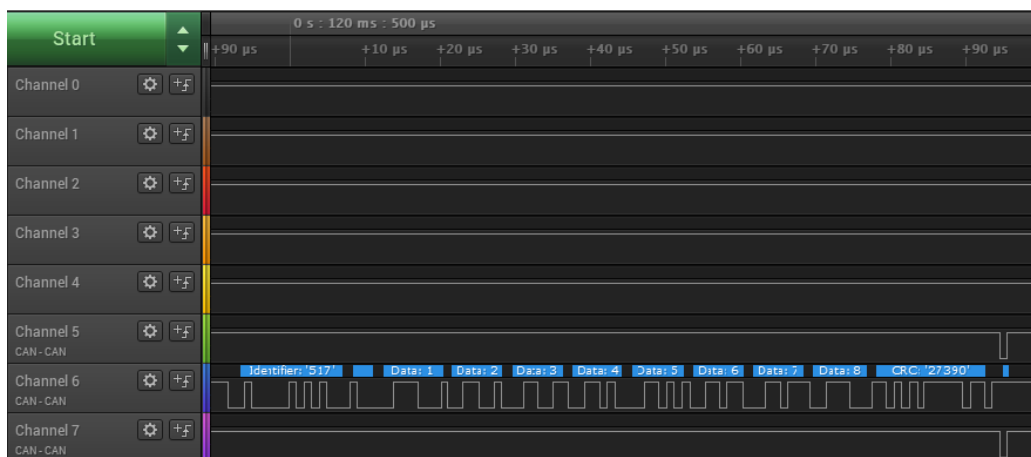 Start
0 s : 120 ms : 500 µs
+90 µs +10 µs +20 µs +30 µs +40 µs +50 µs +60 µs +70 µs +80 µs +90 µs
Channel 0
Channel 1
Channel 2
Channel 3
Channel 4
Channel 5
CAN - CAN
Identifier: '517' Data: 1 Data: 2 Data: 3 Data: 4 Data: 5 Data: 6 Data: 7 Data: 8 CRC: '27390'
Channel 6
CAN - CAN
Channel 7
CAN - CAN